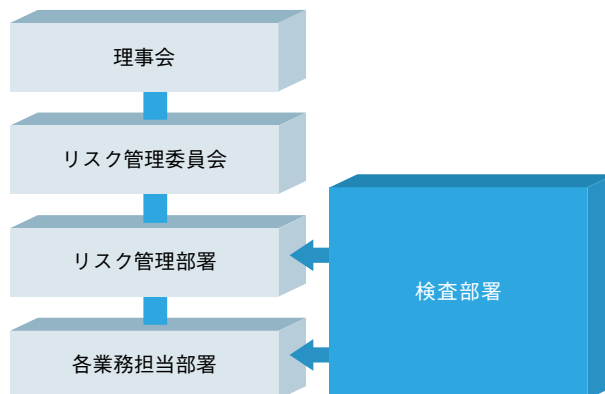 理事会
リスク管理委員会
リスク管理部署
検査部署
各業務担当部署